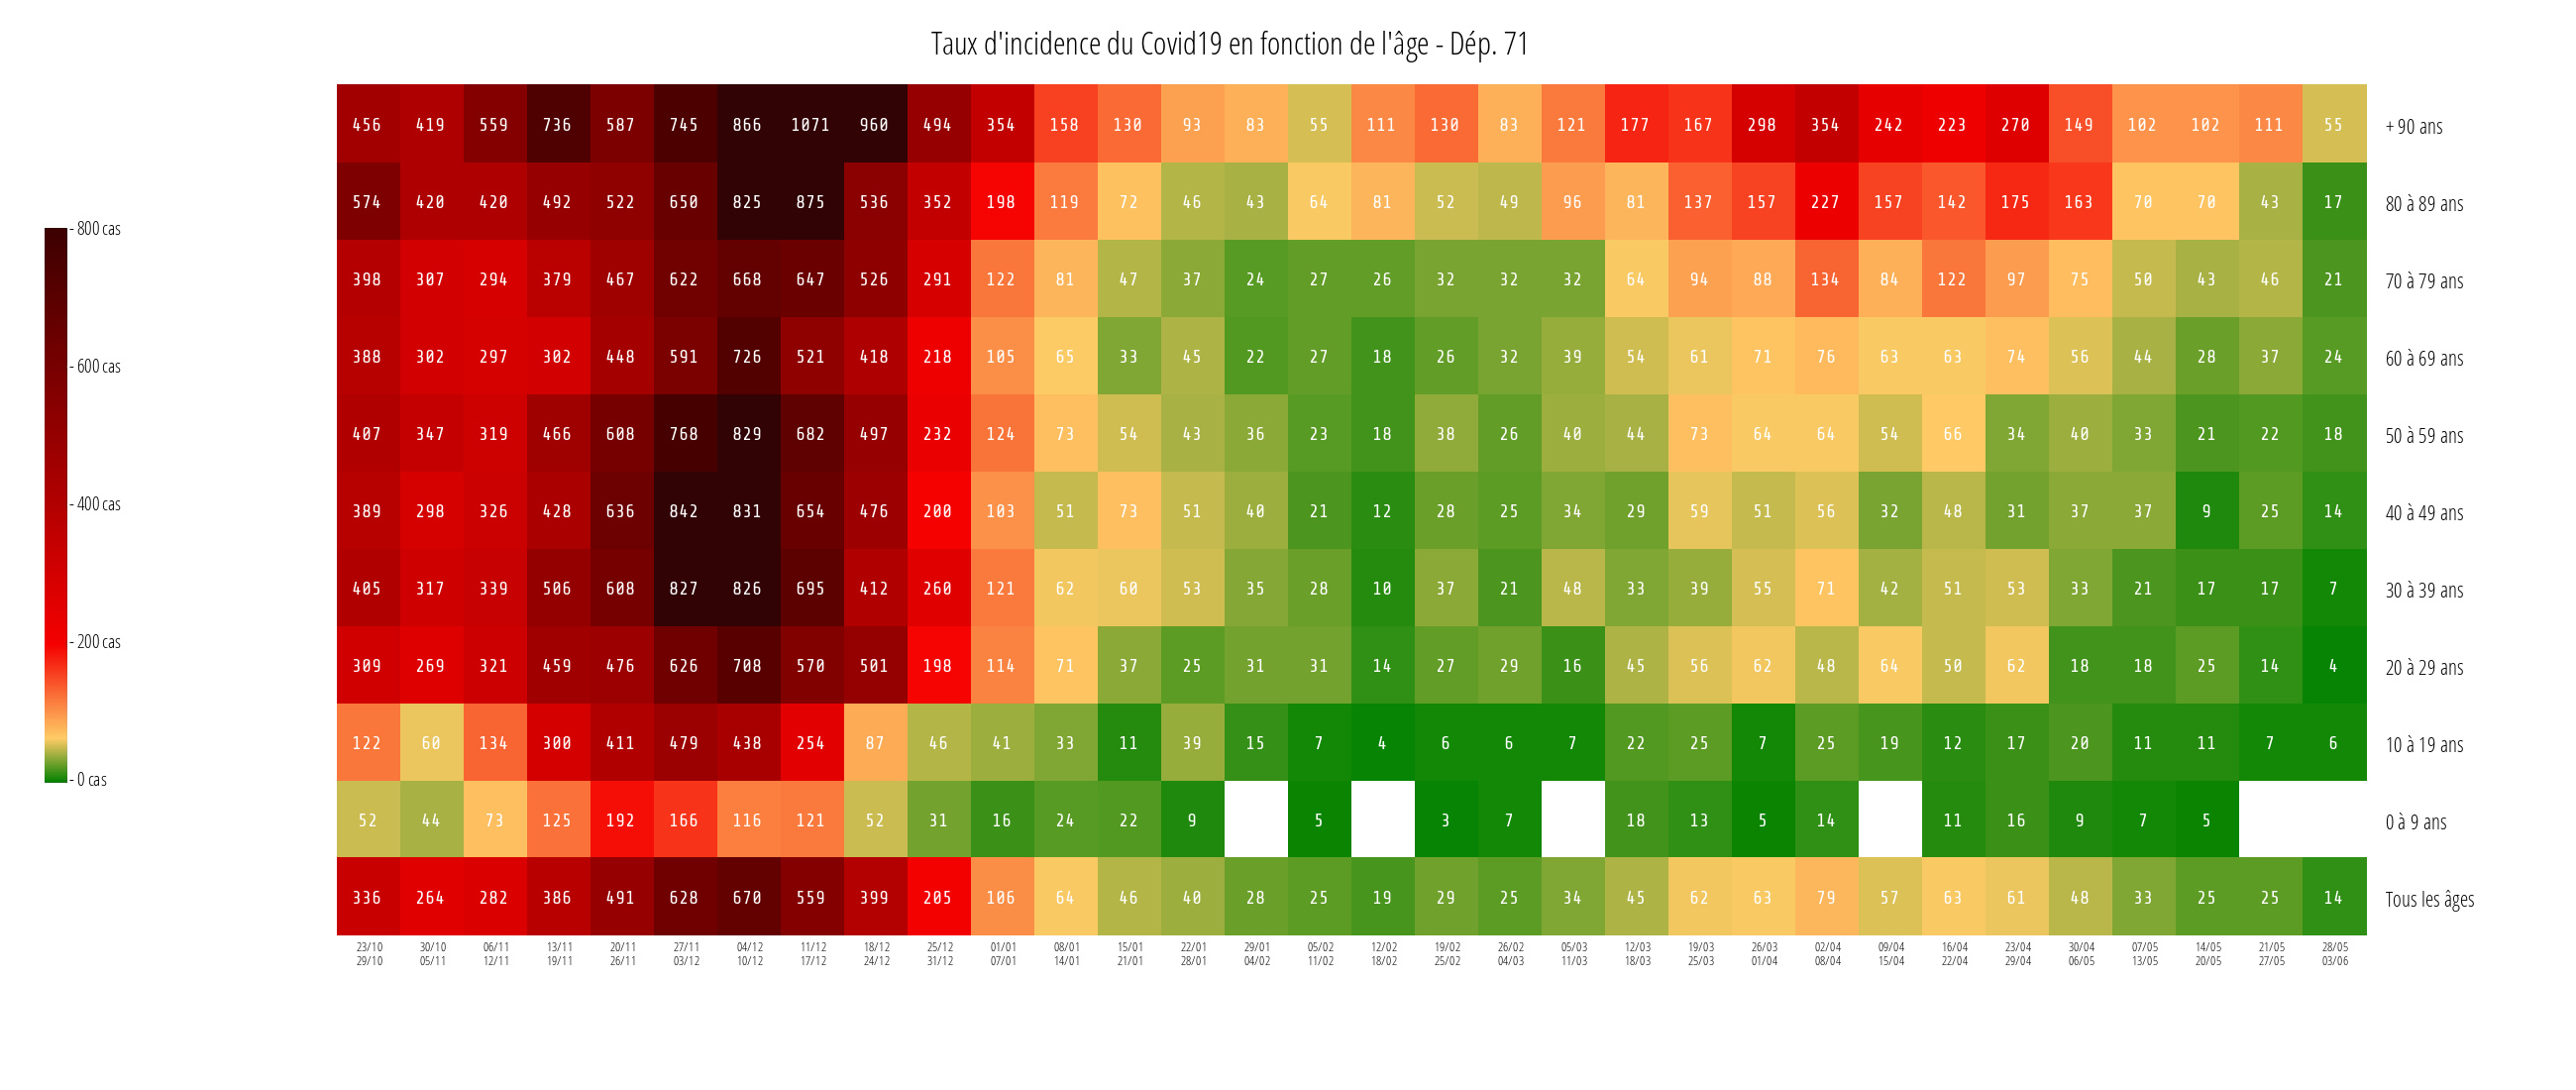 Taux d'incidence du Covid19 en fonction de l'âge - Dép. 71
- 800 cas
- 600 cas
- 400 cas
- 200 cas
- 0 cas
456 419 559 736 587 745 866 1071 960 494 354 158 130 93 83 55 111 130 83 121 177 167 298 354 242 223 270 149 102 102 111 55 + 90 ans
574 420 420 492 522 650 825 875 536 352 198 119 72 46 43 64 81 52 49 96 81 137 157 227 157 142 175 163 70 70 43 17 80 à 89 ans
398 307 294 379 467 622 668 647 526 291 122 81 47 37 24 27 26 32 32 32 64 94 88 134 84 122 97 75 50 43 46 21 70 à 79 ans
388 302 297 302 448 591 726 521 418 218 105 65 33 45 22 27 18 26 32 39 54 61 71 76 63 63 74 56 44 28 37 24 60 à 69 ans
407 347 319 466 608 768 829 682 497 232 124 73 54 43 36 23 18 38 26 40 44 73 64 64 54 66 34 40 33 21 22 18 50 à 59 ans
389 298 326 428 636 842 831 654 476 200 103 51 73 51 40 21 12 28 25 34 29 59 51 56 32 48 31 37 37 9 25 14 40 à 49 ans
405 317 339 506 608 827 826 695 412 260 121 62 60 53 35 28 10 37 21 48 33 39 55 71 42 51 53 33 21 17 17 7 30 à 39 ans
309 269 321 459 476 626 708 570 501 198 114 71 37 25 31 31 14 27 29 16 45 56 62 48 64 50 62 18 18 25 14 4 20 à 29 ans
122 60 134 300 411 479 438 254 87 46 41 33 11 39 15 7 4 6 6 7 22 25 7 25 19 12 17 20 11 11 7 6 10 à 19 ans
52 44 73 125 192 166 116 121 52 31 16 24 22 9 5 3 7 18 13 5 14 11 16 9 7 5 0 à 9 ans
336 264 282 386 491 628 670 559 399 205 106 64 46 40 28 25 19 29 25 34 45 62 63 79 57 63 61 48 33 25 25 14 Tous les âges
23/10 30/10 06/11 13/11 20/11 27/11 04/12 11/12 18/12 25/12 01/01 08/01 15/01 22/01 29/01 05/02 12/02 19/02 26/02 05/03 12/03 19/03 26/03 02/04 09/04 16/04 23/04 30/04 07/05 14/05 21/05 28/05
29/10 05/11 12/11 19/11 26/11 03/12 10/12 17/12 24/12 31/12 07/01 14/01 21/01 28/01 04/02 11/02 18/02 25/02 04/03 11/03 18/03 25/03 01/04 08/04 15/04 22/04 29/04 06/05 13/05 20/05 27/05 03/06